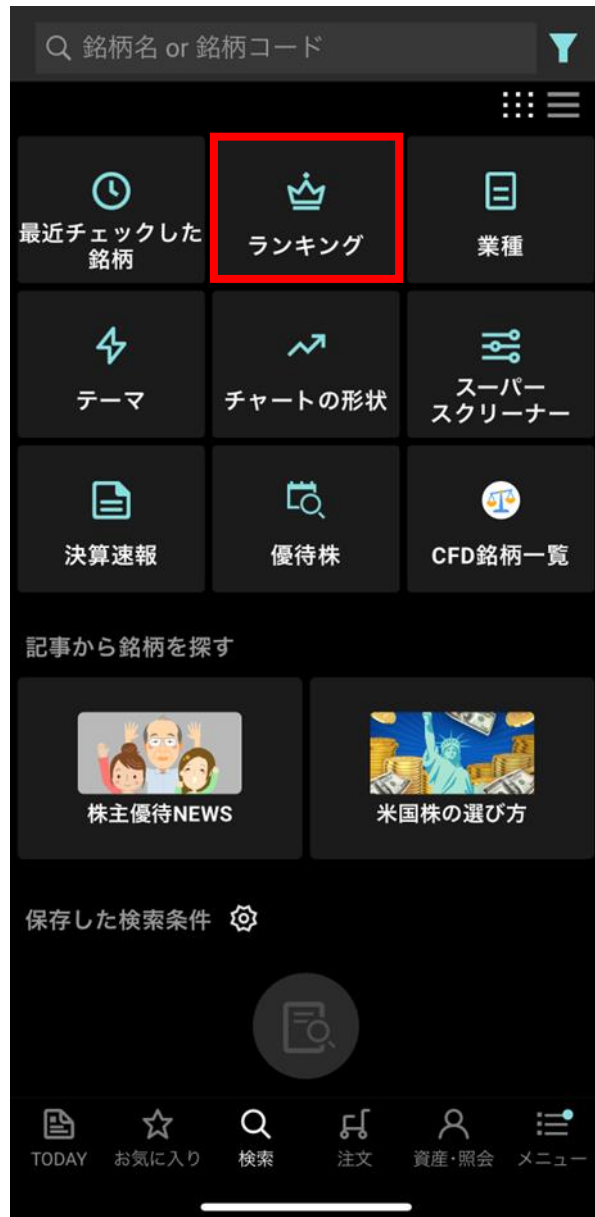 銘柄名 or 銘柄コード
最近チェックした
銘柄
ランキング
業種
テーマ
チャートの形状
スーパー
スクリーナー
決算速報
優待株
CFD銘柄一覧
記事から銘柄を探す
株主優待NEWS
米国株の選び方
保存した検索条件
TODAY
お気に入り
検索
注文
資産・照会
メニュー